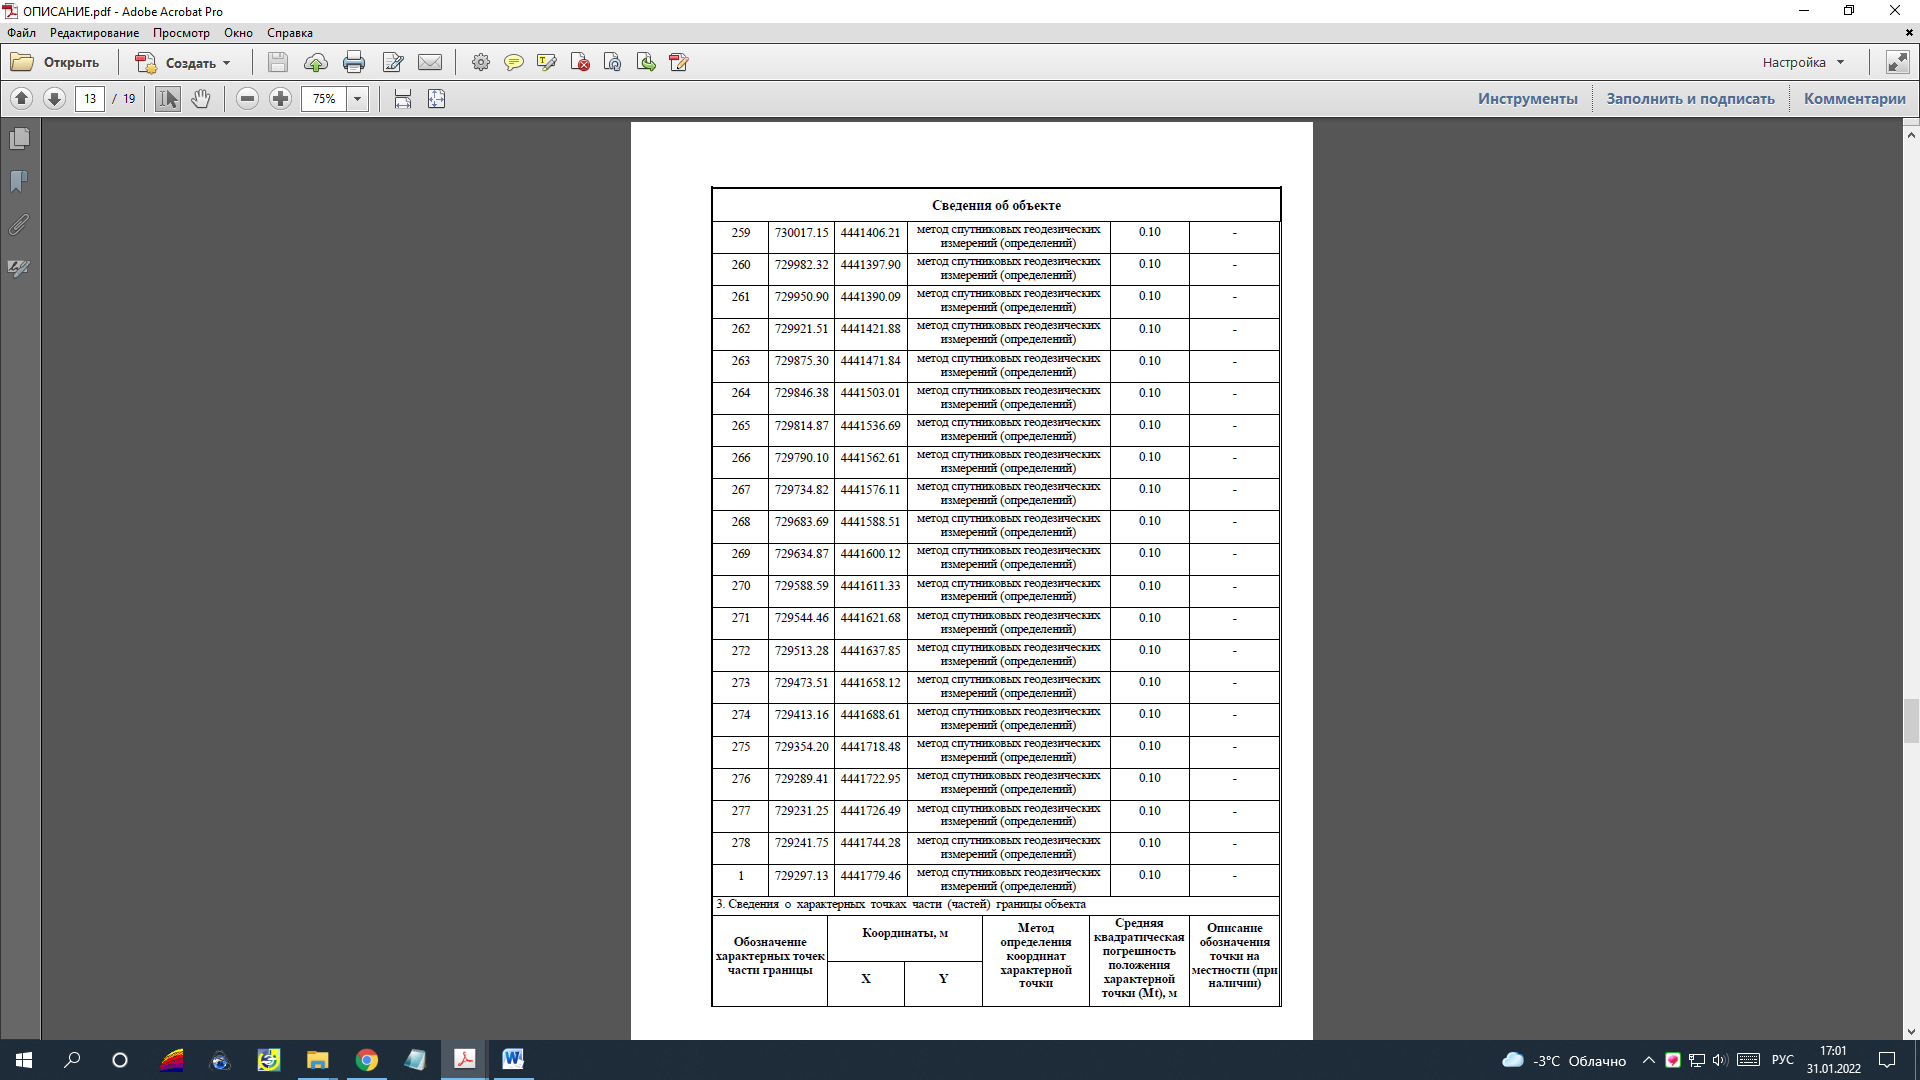 ОПИСАНИЕ.pdf - Adobe Acrobat Pro
Файл Редактирование Просмотр Окно Справка
Открыть Создать Настройка
13 / 19 75% Инструменты Заполнить и подписать Комментарии
Сведения об объекте
259 730017.15 4441406.21 метод спутниковых геодезических 0.10 -
измерений (определений)
260 729982.32 4441397.90 метод спутниковых геодезических 0.10 -
измерений (определений)
261 729950.90 4441390.09 метод спутниковых геодезических 0.10 -
измерений (определений)
262 729921.51 4441421.88 метод спутниковых геодезических 0.10 -
измерений (определений)
263 729875.30 4441471.84 метод спутниковых геодезических 0.10 -
измерений (определений)
264 729846.38 4441503.01 метод спутниковых геодезических 0.10 -
измерений (определений)
265 729814.87 4441536.69 метод спутниковых геодезических 0.10 -
измерений (определений)
266 729790.10 4441562.61 метод спутниковых геодезических 0.10 -
измерений (определений)
267 729734.82 4441576.11 метод спутниковых геодезических 0.10 -
измерений (определений)
268 729683.69 4441588.51 метод спутниковых геодезических 0.10 -
измерений (определений)
269 729634.87 4441600.12 метод спутниковых геодезических 0.10 -
измерений (определений)
270 729588.59 4441611.33 метод спутниковых геодезических 0.10 -
измерений (определений)
271 729544.46 4441621.68 метод спутниковых геодезических 0.10 -
измерений (определений)
272 729513.28 4441637.85 метод спутниковых геодезических 0.10 -
измерений (определений)
273 729473.51 4441658.12 метод спутниковых геодезических 0.10 -
измерений (определений)
274 729413.16 4441688.61 метод спутниковых геодезических 0.10 -
измерений (определений)
275 729354.20 4441718.48 метод спутниковых геодезических 0.10 -
измерений (определений)
276 729289.41 4441722.95 метод спутниковых геодезических 0.10 -
измерений (определений)
277 729231.25 4441726.49 метод спутниковых геодезических 0.10 -
измерений (определений)
278 729241.75 4441744.28 метод спутниковых геодезических 0.10 -
измерений (определений)
1 729297.13 4441779.46 метод спутниковых геодезических 0.10 -
измерений (определений)
3. Сведения о характерных точках части (частей) границы объекта
Обозначение
характерных точек
части границы
Координаты, м
X Y
Метод
определения
координат
характерной
точки
Средняя
квадратическая
погрешность
положения
характерной
точки (Mt), м
Описание
обозначения
точки на
местности (при
наличии)
-3°C Облачно РУС 17:01
31.01.2022